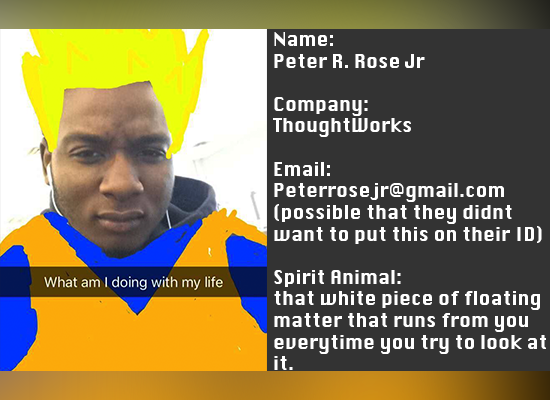 Name:
Peter R. Rose Jr
Company:
ThoughtWorks
Email:
Peterrosejr@gmail.com
(possible that they didnt
want to put this on their ID)
Spirit Animal:
that white piece of floating
matter that runs from you
everytime you try to look at
it.
What am I doing with my life